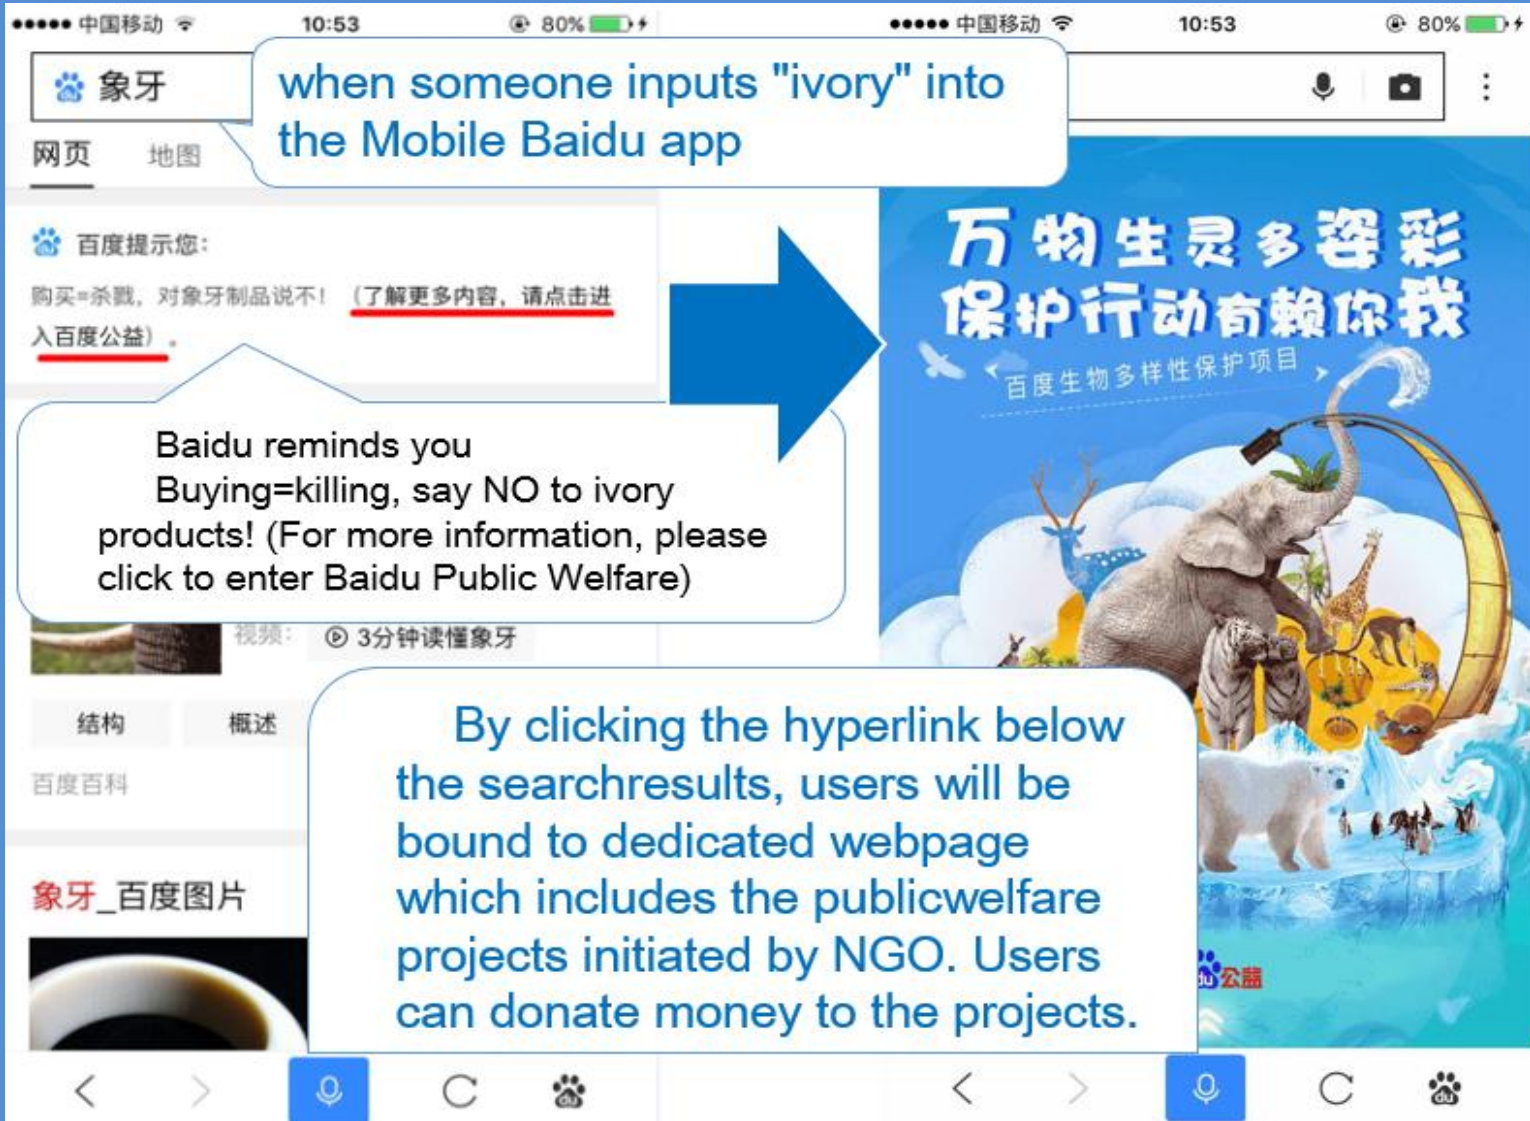 中国移动
10:53
80%
象牙
网页
地图
when someone inputs "ivory" into
the Mobile Baidu app
百度提示您:
购买=杀戮，对象牙制品说不！（了解更多内容，请点击进
入百度公益）。
Baidu reminds you
Buying=killing, say NO to ivory
products! (For more information, please
click to enter Baidu Public Welfare)
视频:
3分钟读懂象牙
结构
概述
百度百科
象牙_百度图片
By clicking the hyperlink below
the searchresults, users will be
bound to dedicated webpage
which includes the publicwelfare
projects initiated by NGO. Users
can donate money to the projects.
du
中国移动
10:53
80%
万物生灵多姿彩
保护行动有赖你我
百度生物多样性保护项目
du公益
du